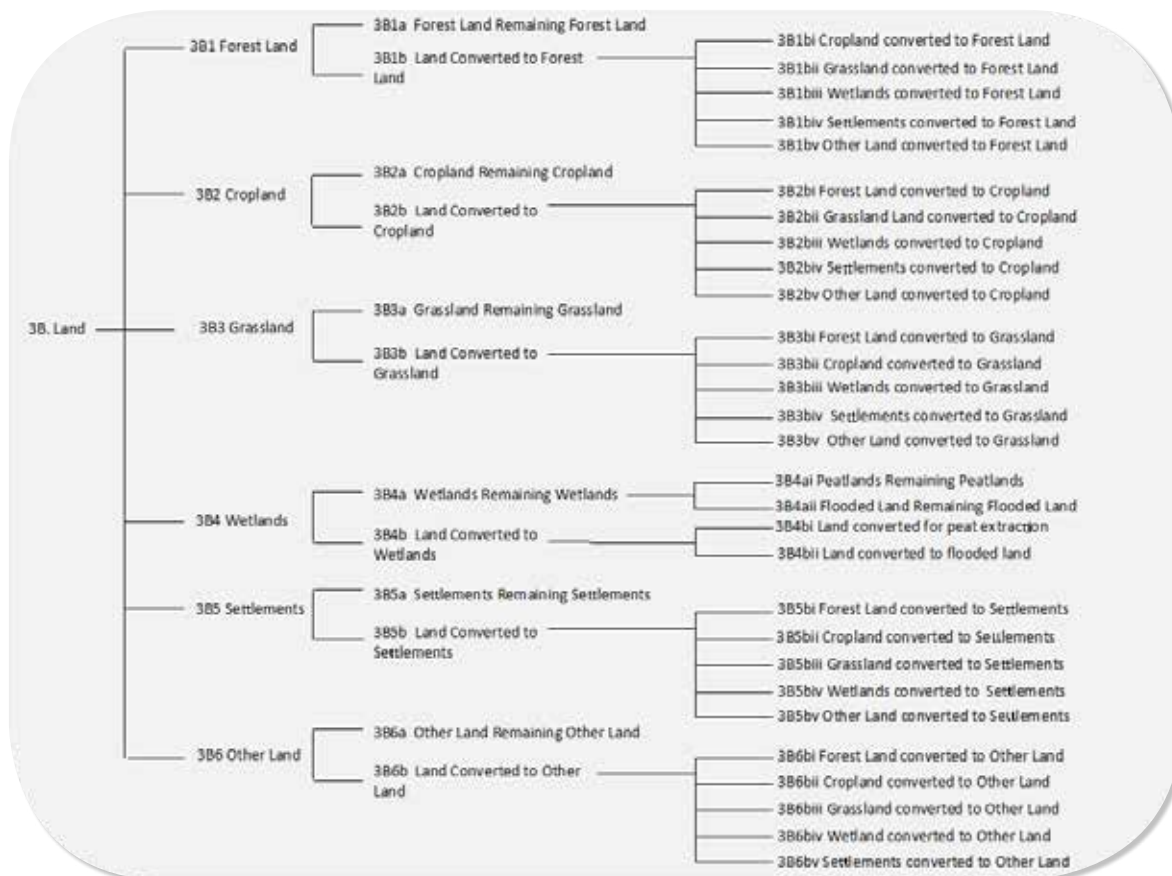 3B. Land
3B1 Forest Land
3B1a Forest Land Remaining Forest Land
3B1b Land Converted to Forest
Land
3B1bi Cropland converted to Forest Land
3B1bii Grassland converted to Forest Land
3B1biii Wetlands converted to Forest Land
3B1biv Settlements converted to Forest Land
3B1bv Other Land converted to Forest Land
3B2 Cropland
3B2a Cropland Remaining Cropland
3B2b Land Converted to
Cropland
3B2bi Forest Land converted to Cropland
3B2bii Grassland Land converted to Cropland
3B2biii Wetlands converted to Cropland
3B2biv Settlements converted to Cropland
3B2bv Other Land converted to Cropland
3B3 Grassland
3B3a Grassland Remaining Grassland
3B3b Land Converted to
Grassland
3B3bi Forest Land converted to Grassland
3B3bii Cropland converted to Grassland
3B3biii Wetlands converted to Grassland
3B3biv Settlements converted to Grassland
3B3bv Other Land converted to Grassland
3B4 Wetlands
3B4a Wetlands Remaining Wetlands
3B4ai Peatlands Remaining Peatlands
3B4aii Flooded Land Remaining Flooded Land
3B4b Land Converted to
Wetlands
3B4bi Land converted for peat extraction
3B4bii Land converted to flooded land
3B5 Settlements
3B5a Settlements Remaining Settlements
3B5b Land Converted to
Settlements
3B5bi Forest Land converted to Settlements
3B5bii Cropland converted to Settlements
3B5biii Grassland converted to Settlements
3B5biv Wetlands converted to Settlements
3B5bv Other Land converted to Settlements
3B6 Other Land
3B6a Other Land Remaining Other Land
3B6b Land Converted to Other
Land
3B6bi Forest Land converted to Other Land
3B6bii Cropland converted to Other Land
3B6biii Grassland converted to Other Land
3B6biv Wetland converted to Other Land
3B6bv Settlements converted to Other Land